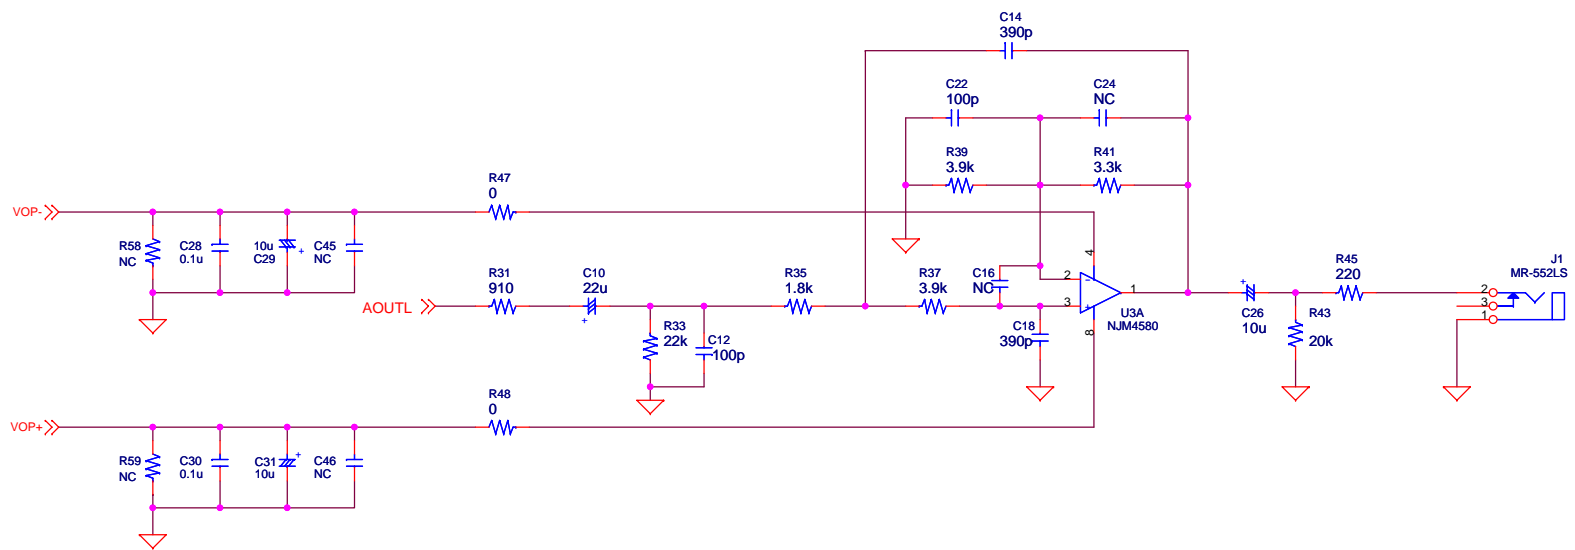 C14
390p
C22
100p
C24
NC
R39
3.9k
R41
3.3k
R47
0
VOP-
R58
NC
C28
0.1u
10u
C29
+
C45
NC
4
R31
910
C10
22u
+
AOUTL
R35
1.8k
R37
3.9k
C16
NC
2
-
3
+
1
8
U3A
NJM4580
R33
22k
C12
100p
C18
390p
+
C26
10u
R45
220
R43
20k
J1
MR-552LS
2
3
1
R48
0
VOP+
R59
NC
C30
0.1u
C31
10u
+
C46
NC